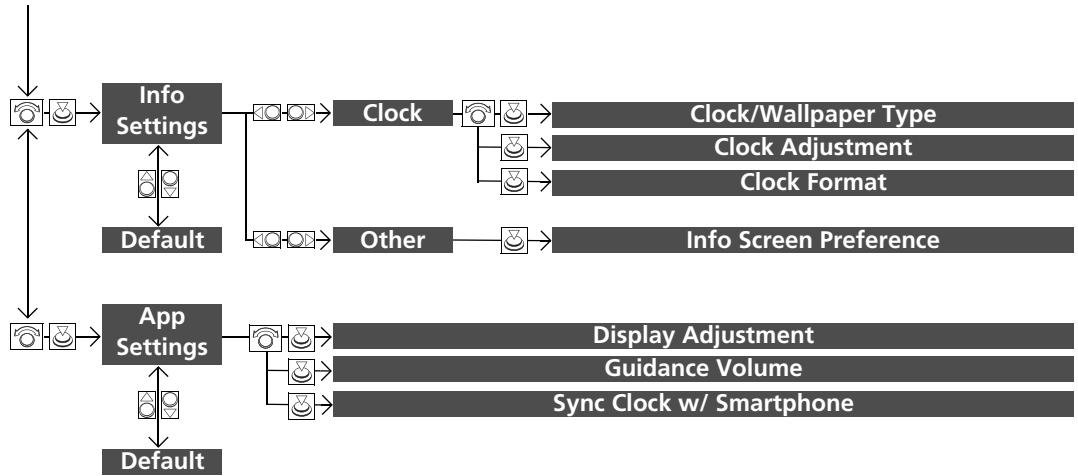 Info
Settings
Clock
Clock/Wallpaper Type
Clock Adjustment
Clock Format
Default
Other
Info Screen Preference
App
Settings
Display Adjustment
Guidance Volume
Sync Clock w/ Smartphone
Default